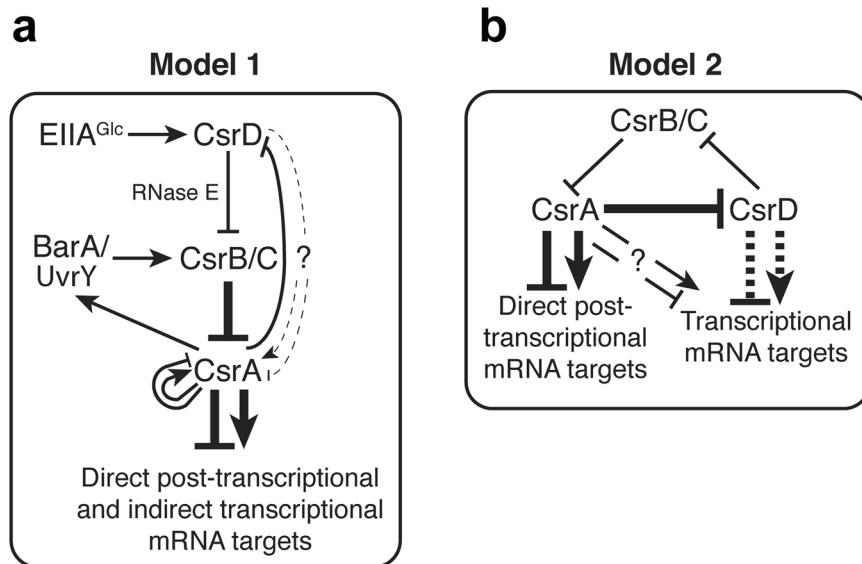 a
Model 1
EIIA^Glc
CsrD
RNase E
BarA/
UvrY
CsrB/C
?
CsrA
Direct post-transcriptional
and indirect transcriptional
mRNA targets
b
Model 2
CsrB/C
CsrA
CsrD
?
Direct post-
transcriptional
mRNA targets
Transcriptional
mRNA targets